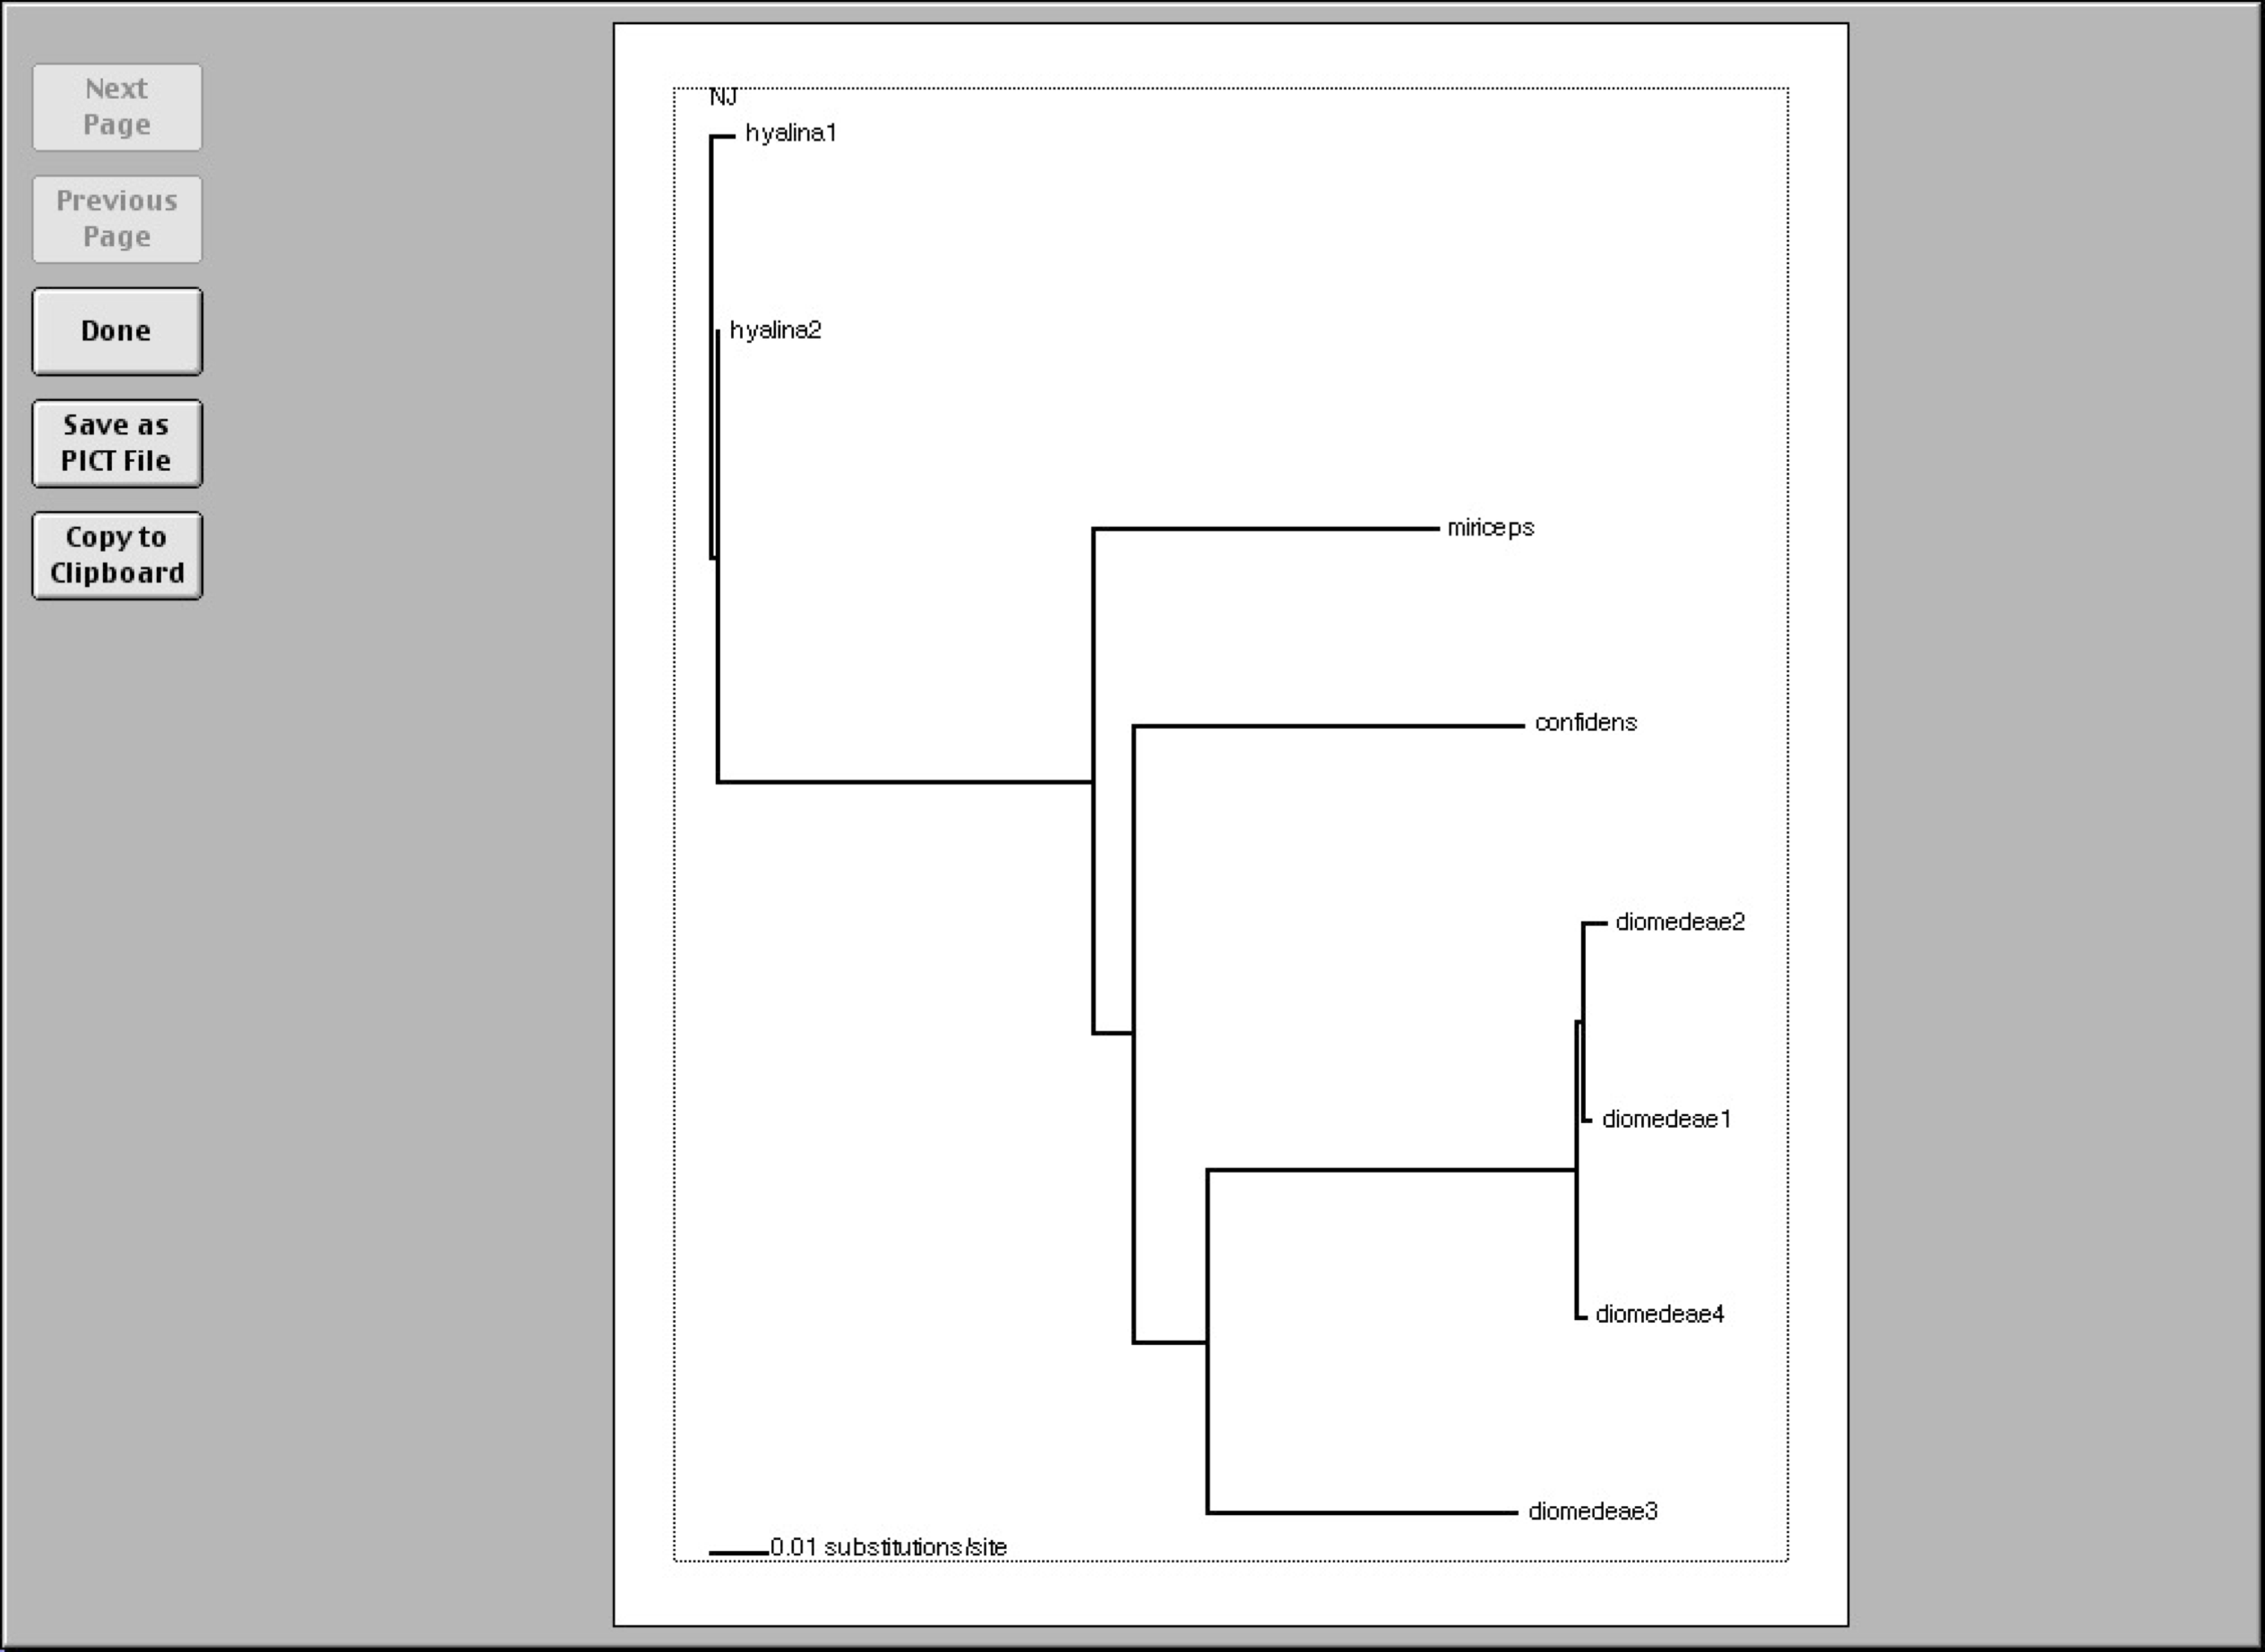 Next
Page
Previous
Page
Done
Save as
PICT File
Copy to
Clipboard
NJ
hyalina1
hyalina2
miriceps
confidens
diomedeae2
diomedeae1
diomedeae4
diomedeae3
0.01 substitutions/site